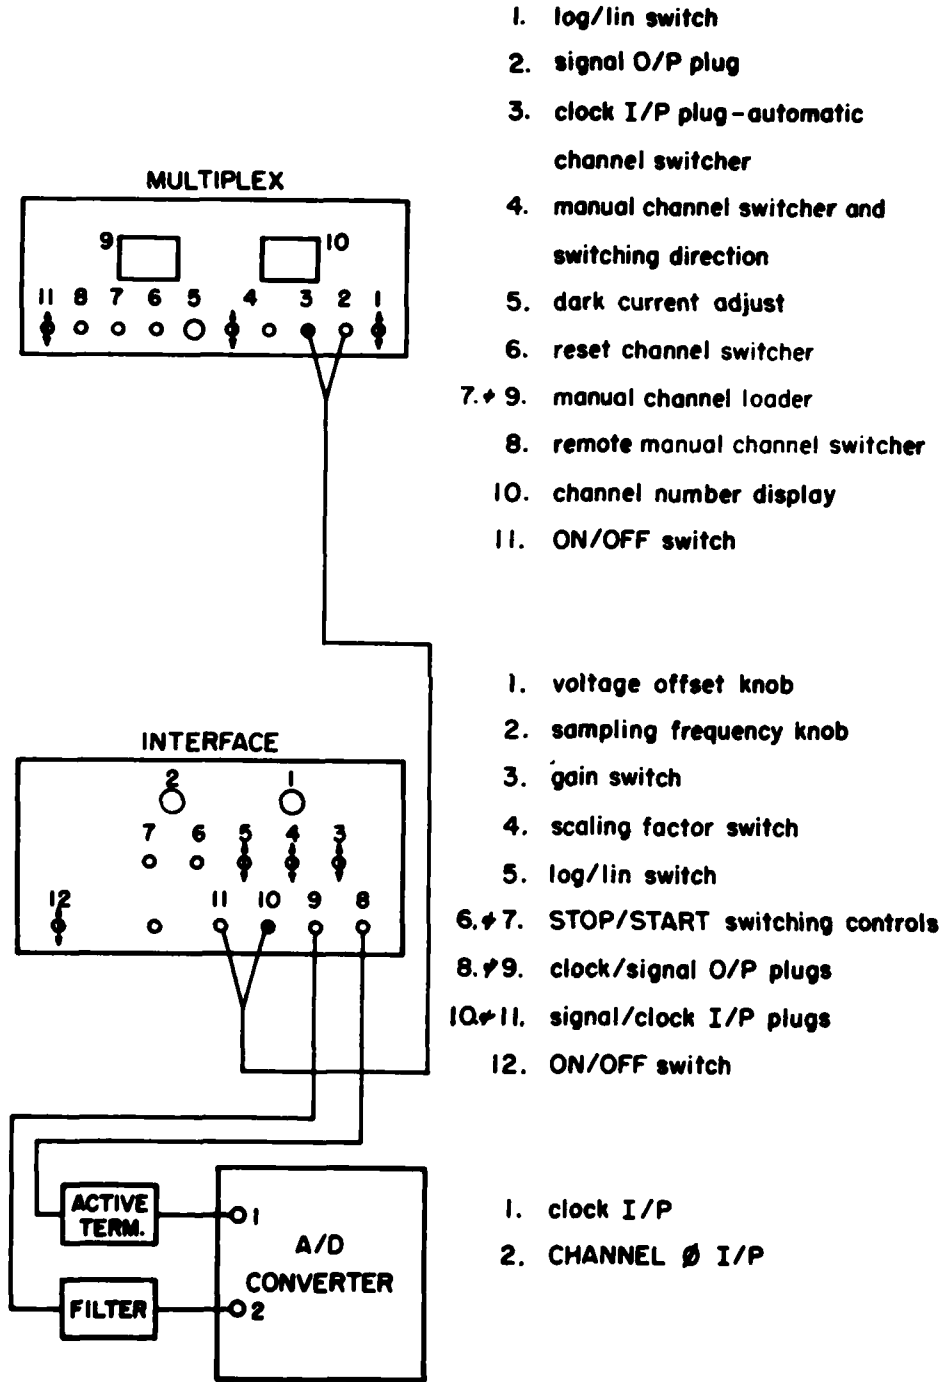 1. log/lin switch
2. signal O/P plug
3. clock I/P plug-automatic
channel switcher
4. manual channel switcher and
switching direction
5. dark current adjust
6. reset channel switcher
7.&9. manual channel loader
8. remote manual channel switcher
10. channel number display
11. ON/OFF switch
MULTIPLEX
9 10
11 8 7 6 5 4 3 2 1
1. voltage offset knob
2. sampling frequency knob
3. gain switch
4. scaling factor switch
5. log/lin switch
6.&7. STOP/START switching controls
8.&9. clock/signal O/P plugs
10.&11. signal/clock I/P plugs
12. ON/OFF switch
INTERFACE
2 1
7 6 5 4 3
12 11 10 9 8
ACTIVE
TERM.
FILTER
1
A/D
CONVERTER
2
1. clock I/P
2. CHANNEL Ø I/P